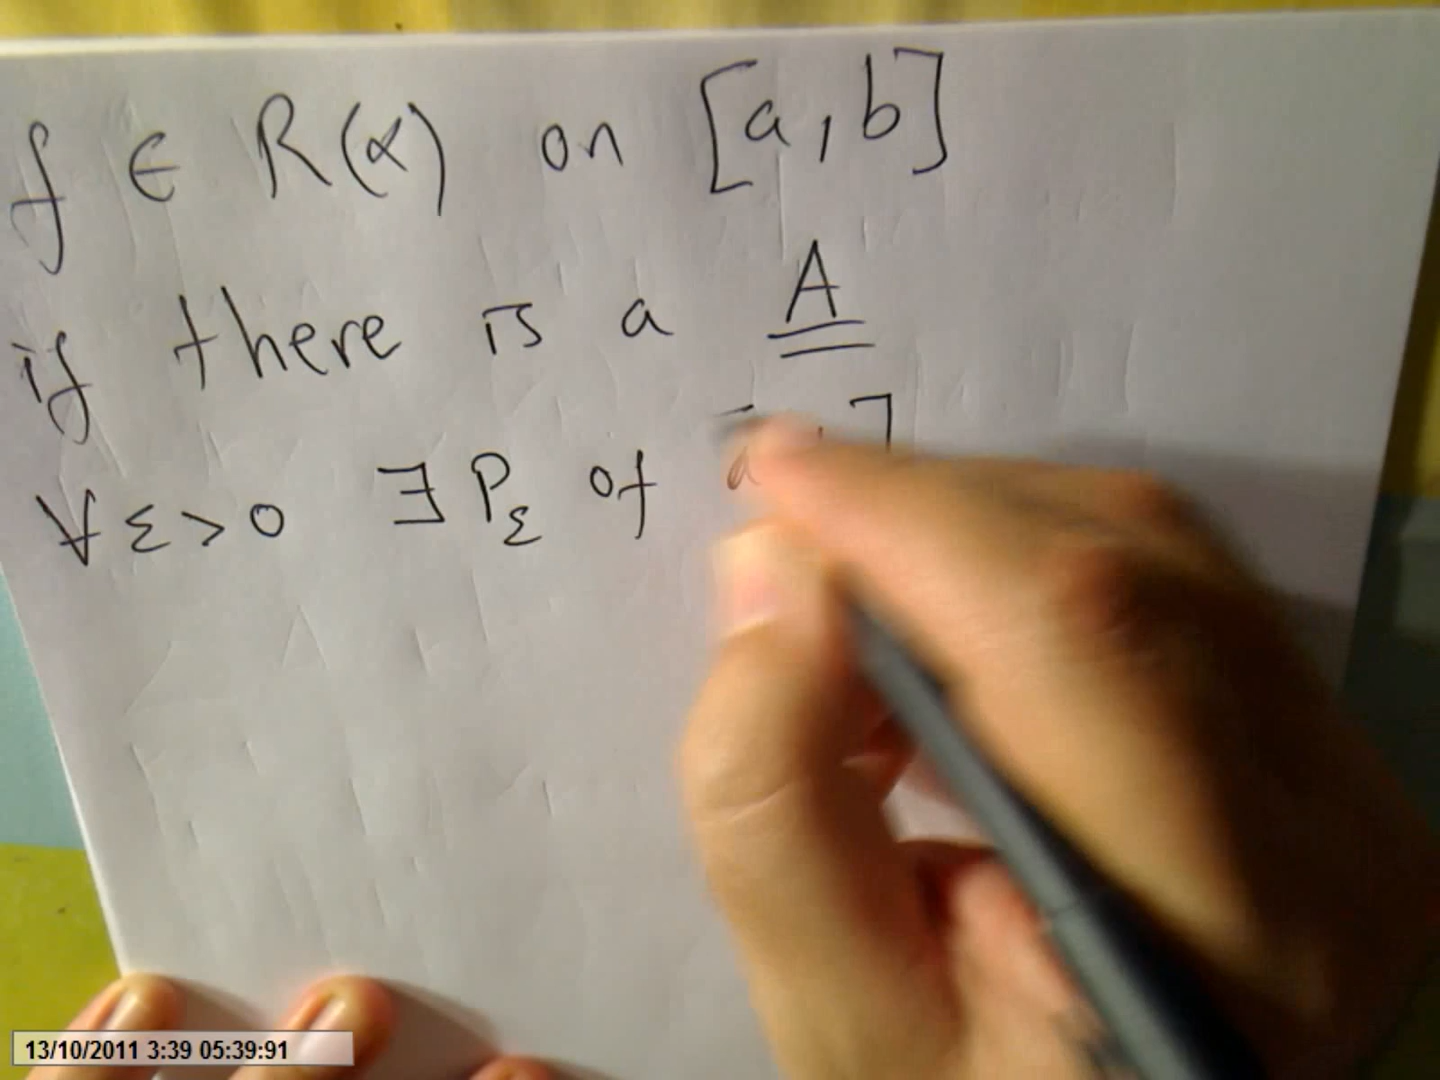 f ∈ R(α) on [a, b]
if there is a A
∀ε>0 ∃ P_ε of [a, ]
13/10/2011 3:39 05:39:91